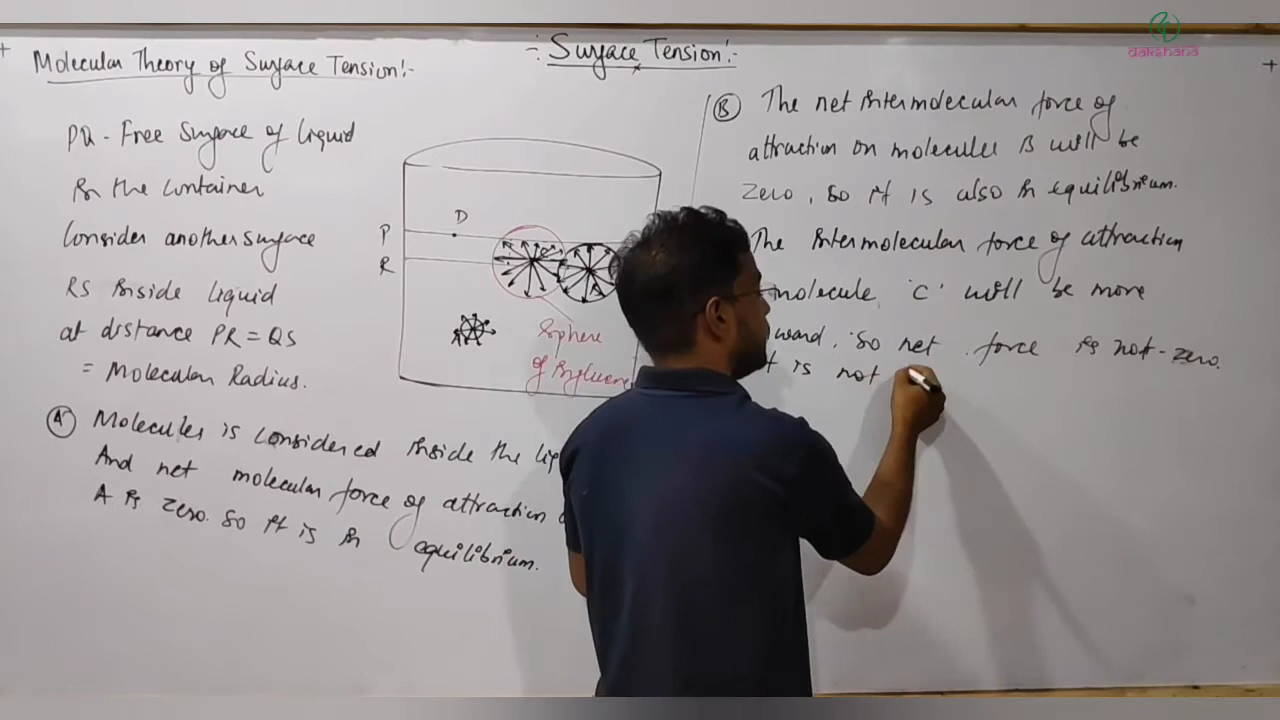 Surface Tension:-
dakshana
Molecular Theory of Surface Tension:-
PQ - Free Surface of liquid
in the container
Consider another surface
RS inside liquid
at distance PR = QS
= Molecular Radius.
(A) Molecules is considered inside the
And net molecular force of attraction
A is zero. So it is in equilibrium.
P
R
D
A
Sphere
of Influence
(B) The net intermolecular force of
attraction on molecules B will be
zero, so it is also in equilibrium.
The intermolecular force of attraction
molecule 'C' will be more
So net force is not-zero.
is not